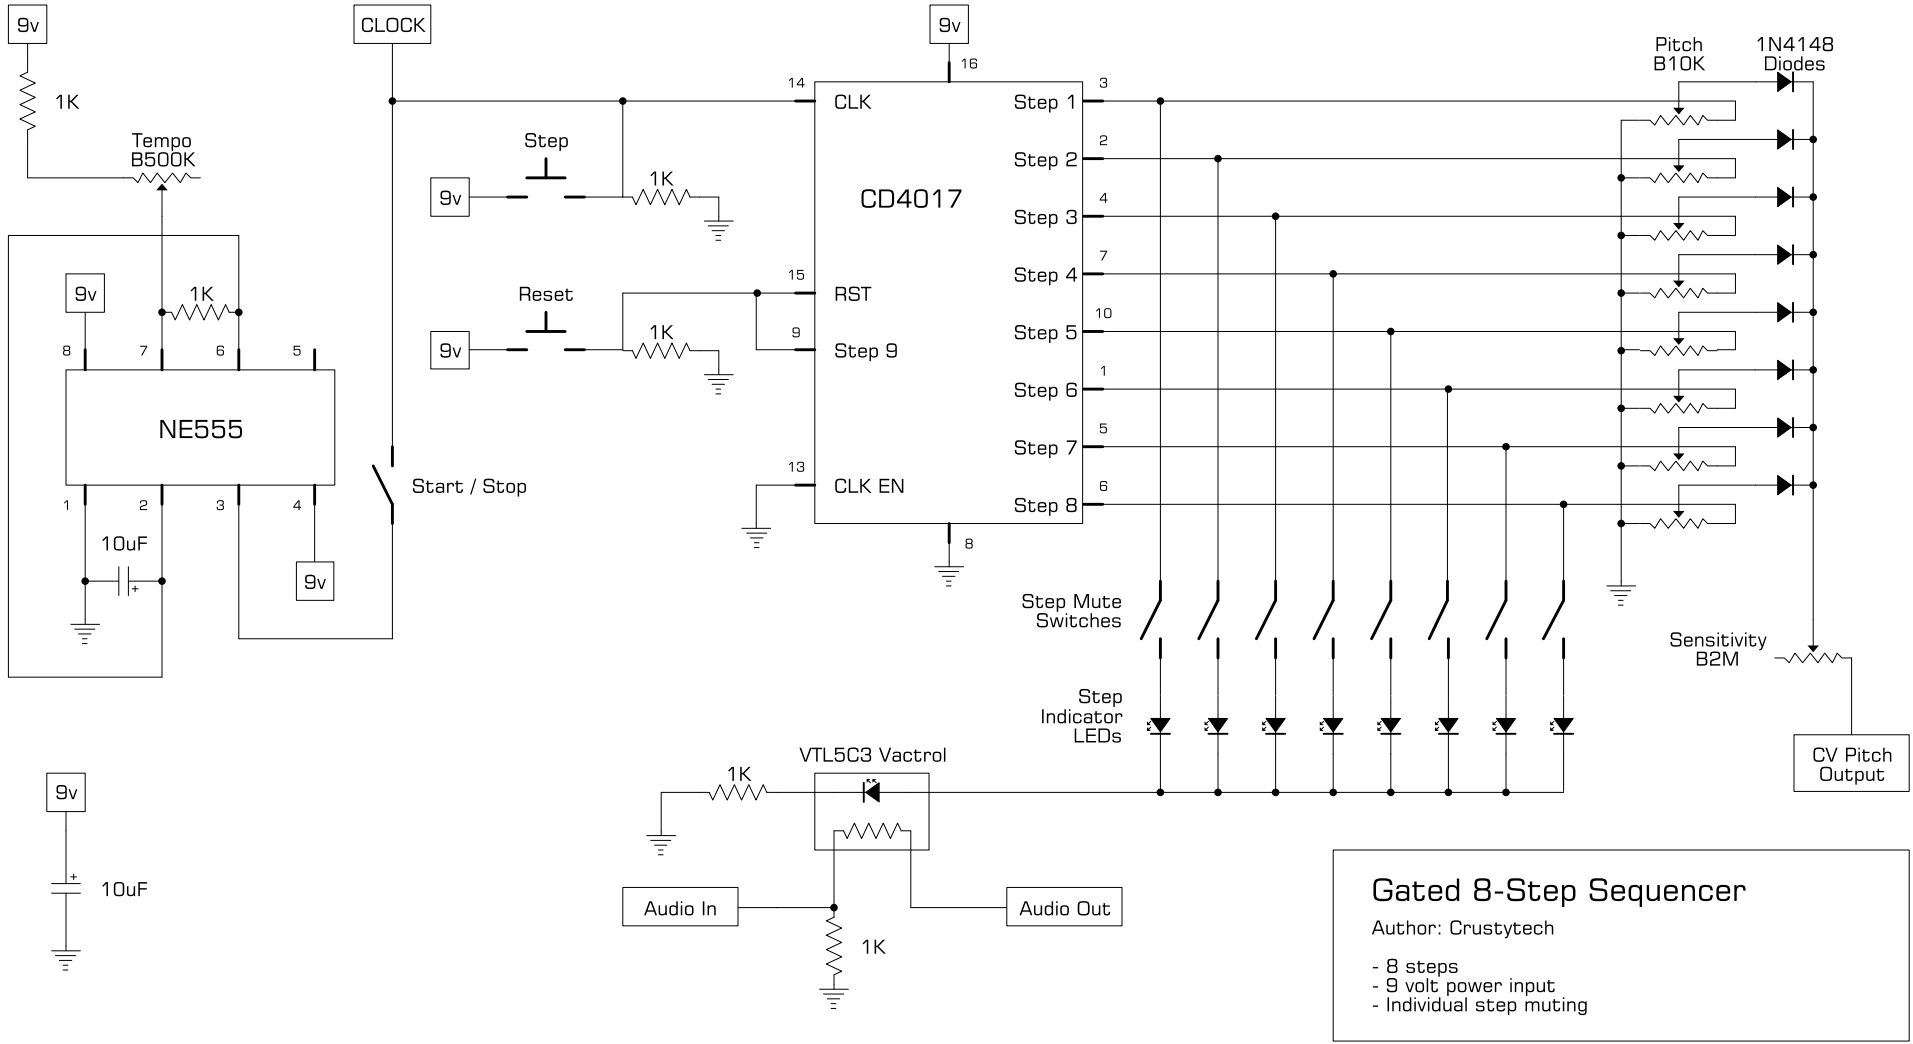 9v
CLOCK
9v
1K
Tempo
B500K
9v
1K
8
7
6
5
NE555
1
2
3
4
10uF
9v
Start / Stop
9v
10uF
Step
9v
1K
Reset
9v
1K
16
14
CLK
15
RST
9
Step 9
13
CLK EN
CD4017
8
Step 1
3
Step 2
2
Step 3
4
Step 4
7
Step 5
10
Step 6
1
Step 7
5
Step 8
6
Pitch
B10K
1N4148
Diodes
Step Mute
Switches
Step
Indicator
LEDs
Sensitivity
B2M
CV Pitch
Output
VTL5C3 Vactrol
1K
Audio In
Audio Out
1K
Gated 8-Step Sequencer
Author: Crustytech
- 8 steps
- 9 volt power input
- Individual step muting
+
+